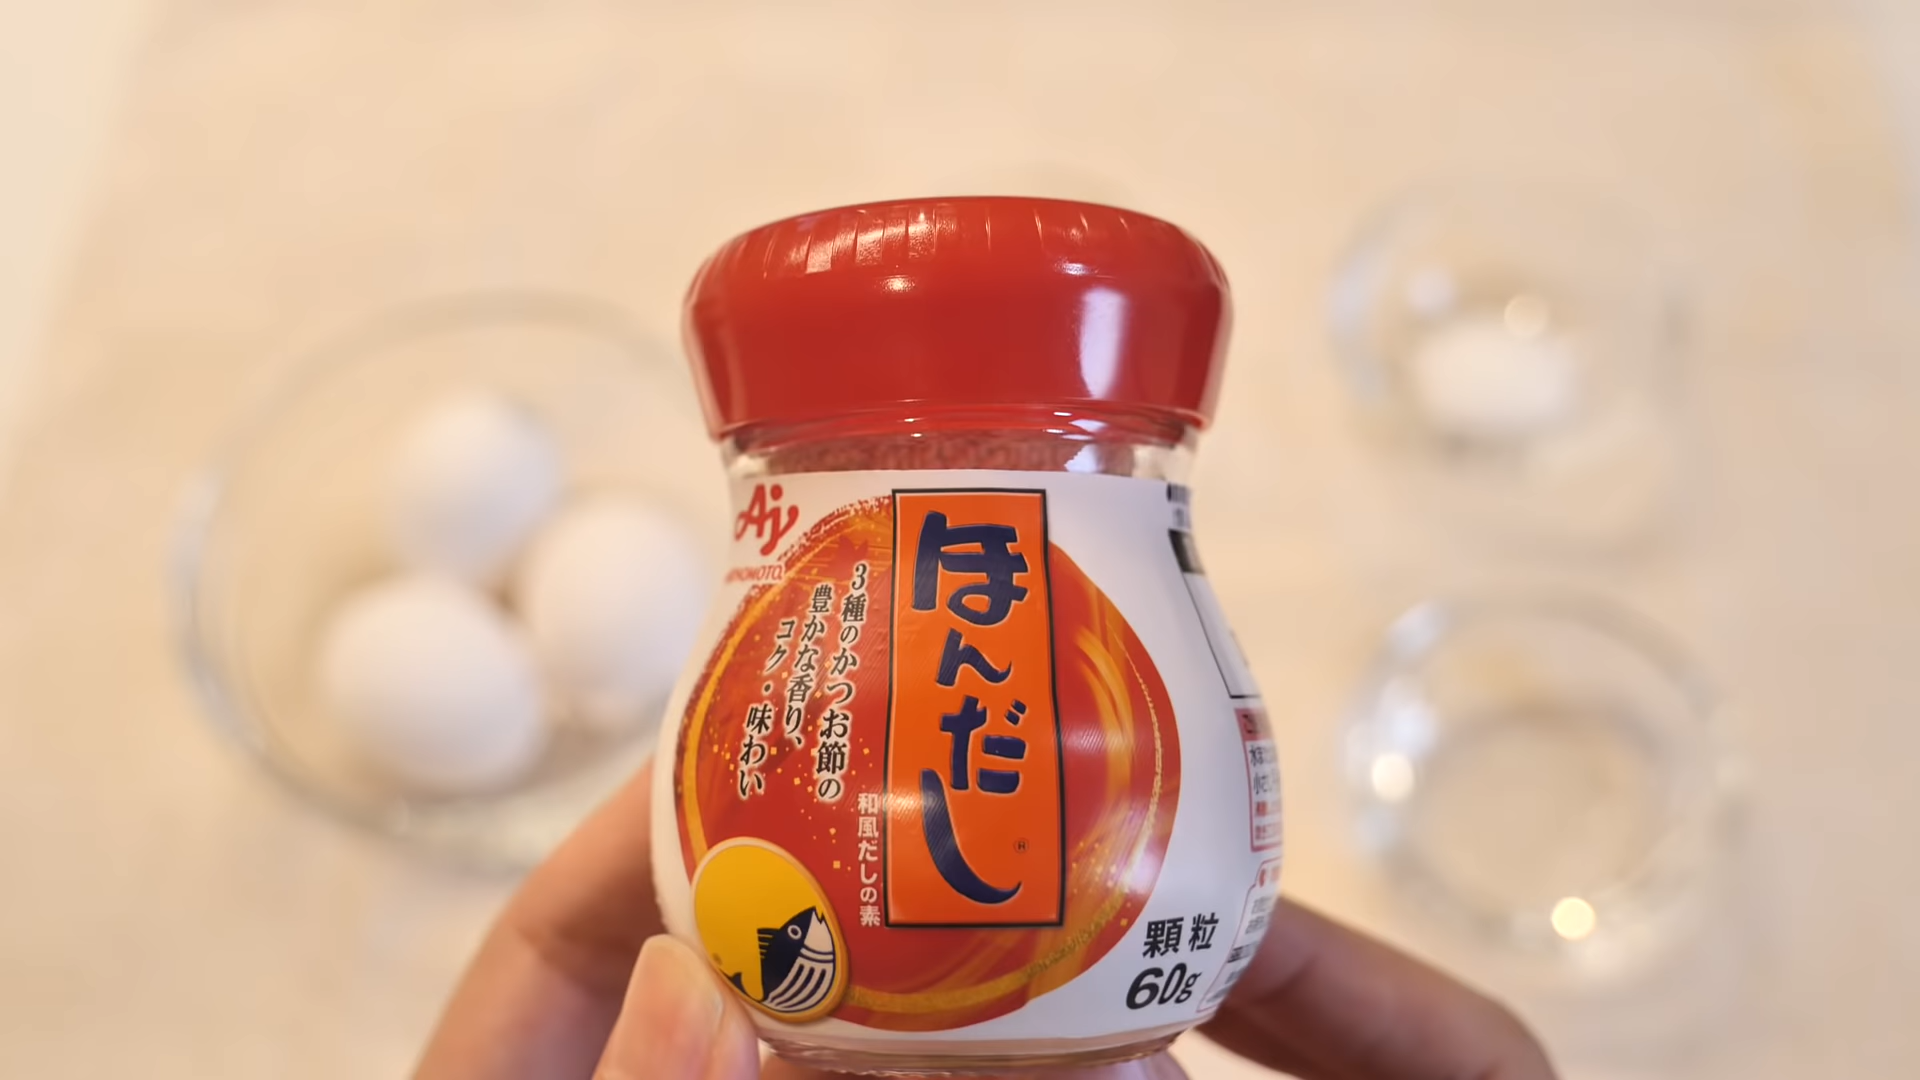 Aj
AJINOMOTO
ほんだし
®
3種のかつお節の
豊かな香り、
コク・味わい
和風だしの素
顆粒
60g